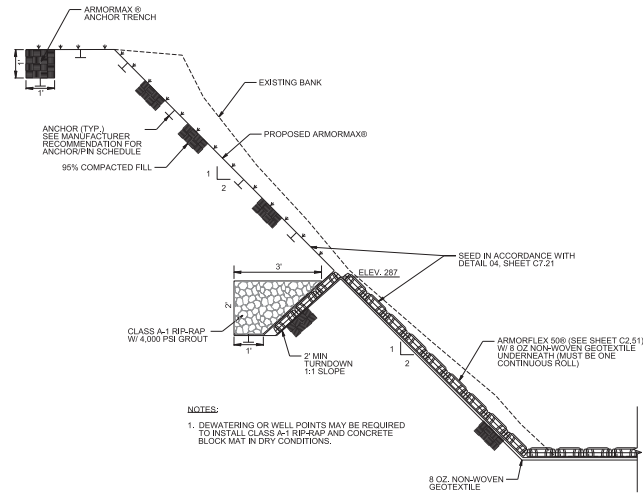 ARMORMAX ®
ANCHOR TRENCH
1'
1'
EXISTING BANK
ANCHOR (TYP.)
SEE MANUFACTURER
RECOMMENDATION FOR
ANCHOR/PIN SCHEDULE
PROPOSED ARMORMAX®
95% COMPACTED FILL
1
2
SEED IN ACCORDANCE WITH
DETAIL 04, SHEET C7.21
3'
ELEV. 287
2'
CLASS A-1 RIP-RAP
W/ 4,000 PSI GROUT
1'
2' MIN
TURNDOWN
1:1 SLOPE
1
2
ARMORFLEX 50® (SEE SHEET C2,51)
W/ 8 OZ NON-WOVEN GEOTEXTILE
UNDERNEATH (MUST BE ONE
CONTINUOUS ROLL)
NOTES:
1. DEWATERING OR WELL POINTS MAY BE REQUIRED
TO INSTALL CLASS A-1 RIP-RAP AND CONCRETE
BLOCK MAT IN DRY CONDITIONS.
8 OZ. NON-WOVEN
GEOTEXTILE